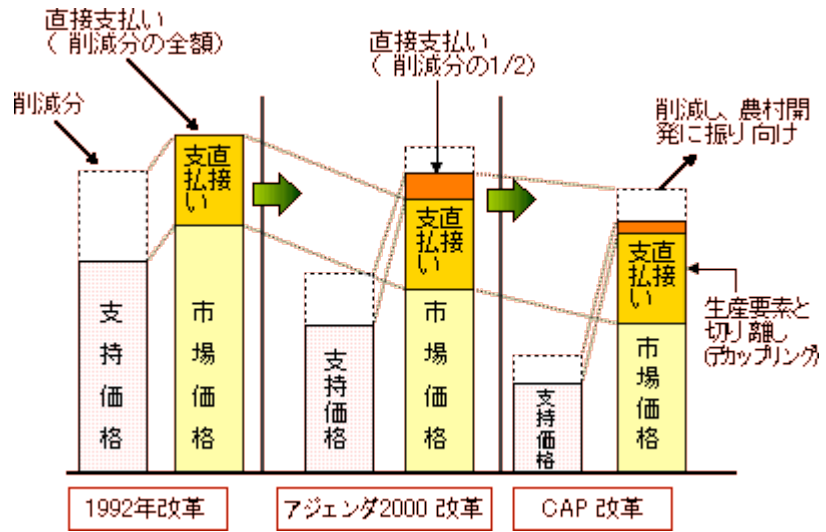 直接支払い
（ 削減分の全額）
削減分
直接支払い
（ 削減分の1/2）
削減し、農村開
発に振り向け
直接
支払い
直接
支払い
直接
支払い
生産要素と
切り離し
（デカップリング）
支持価格
市場価格
支持価格
市場価格
支持価格
市場価格
1992年改革
アジェンダ2000 改革
CAP 改革